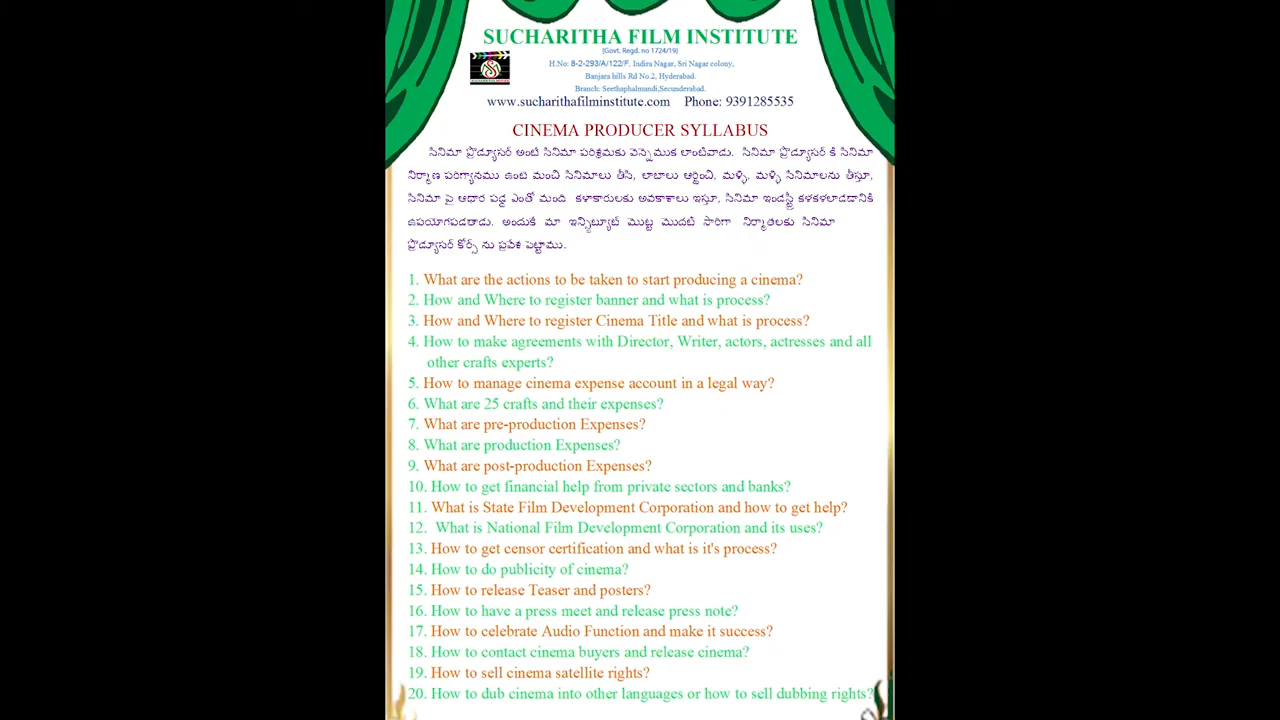 SUCHARITHA FILM INSTITUTE
[Govt. Regd. no 1724/19]
H.No: 8-2-293/A/122/F, Indira Nagar, Sri Nagar colony,
Banjara hills Rd No.2, Hyderabad.
Branch: Seethaphalmandi,Secunderabad.
www.sucharithafilminstitute.com Phone: 9391285535
CINEMA PRODUCER SYLLABUS
సినిమా ప్రొడ్యూసర్ అంటే సినిమా పరిశ్రమకు వెన్నెముక లాంటివాడు. సినిమా ప్రొడ్యూసర్ కి సినిమా
నిర్మాణ పరిగ్యానము ఉంట మంచి సినిమాలు తీసి, లాబాలు ఆర్జించి, మళ్ళీ, మళ్ళీ సినిమాలను తీస్తూ,
సినిమా పై ఆధార పడ్డ ఎంతో మంది కళాకారులకు అవకాశాలు ఇస్తూ, సినిమా ఇండస్ట్రీ కళకళలాడడానికి
ఉపయోగపడతాడు. అందుకే మా ఇన్స్టిట్యూట్ మొట్ట మొదటి సారిగా నిర్మాతలకు సినిమా
ప్రొడ్యూసర్ కోర్స్ ను ప్రవేశ పెట్టాము.
1. What are the actions to be taken to start producing a cinema?
2. How and Where to register banner and what is process?
3. How and Where to register Cinema Title and what is process?
4. How to make agreements with Director, Writer, actors, actresses and all
other crafts experts?
5. How to manage cinema expense account in a legal way?
6. What are 25 crafts and their expenses?
7. What are pre-production Expenses?
8. What are production Expenses?
9. What are post-production Expenses?
10. How to get financial help from private sectors and banks?
11. What is State Film Development Corporation and how to get help?
12. What is National Film Development Corporation and its uses?
13. How to get censor certification and what is it's process?
14. How to do publicity of cinema?
15. How to release Teaser and posters?
16. How to have a press meet and release press note?
17. How to celebrate Audio Function and make it success?
18. How to contact cinema buyers and release cinema?
19. How to sell cinema satellite rights?
20. How to dub cinema into other languages or how to sell dubbing rights?